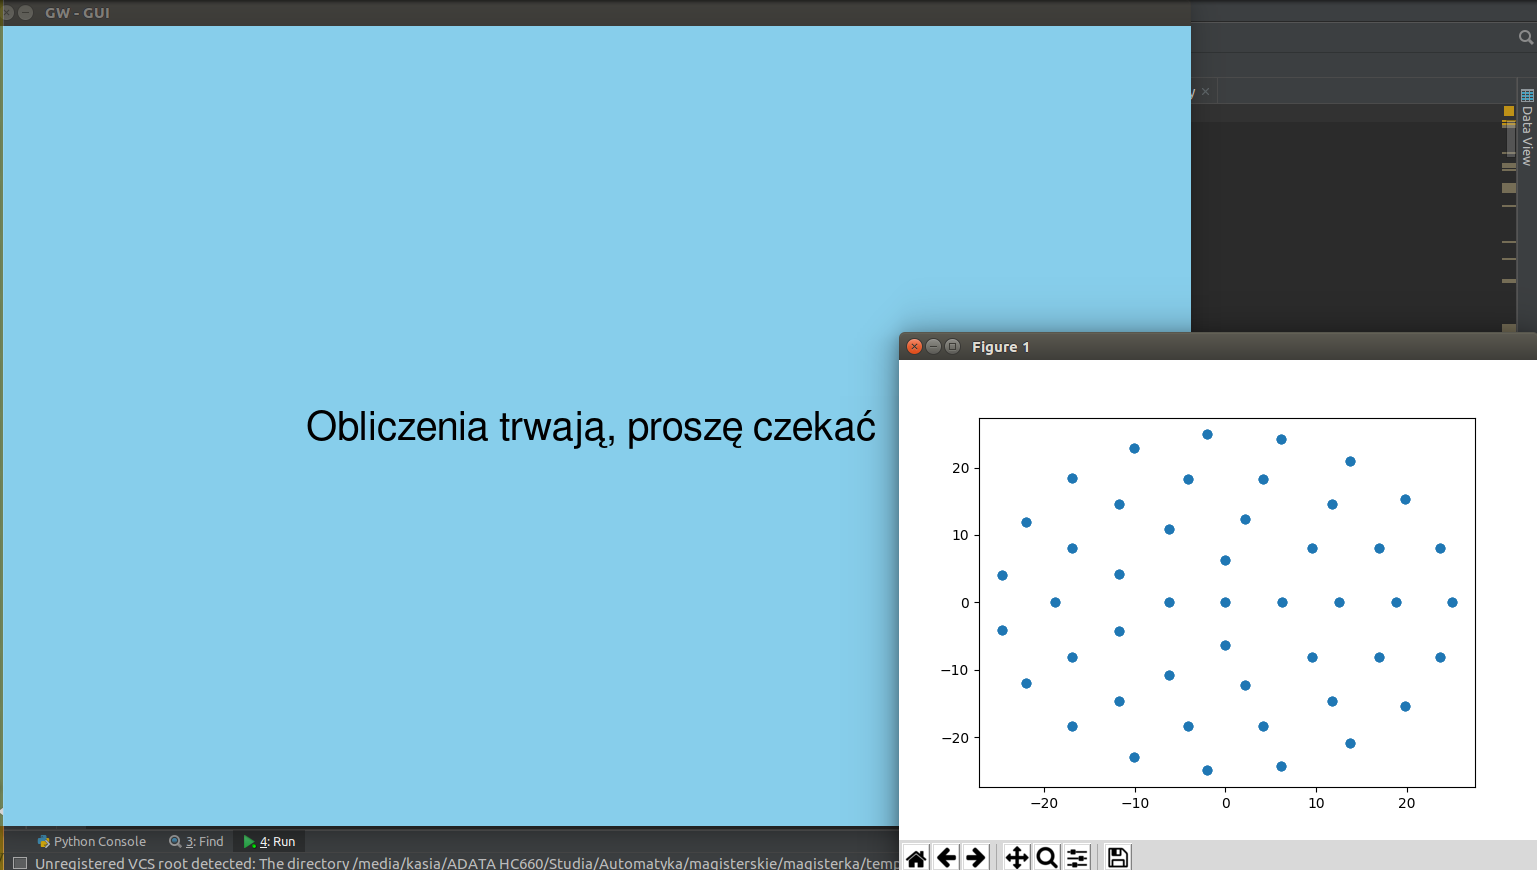 GW - GUI
y
Data View
Obliczenia trwają, proszę czekać
Figure 1
20
10
0
−10
−20
−20 −10 0 10 20
Python Console 3: Find 4: Run
Unregistered VCS root detected: The directory /media/kasia/ADATA HC660/Studia/Automatyka/magisterskie/magisterka/temp